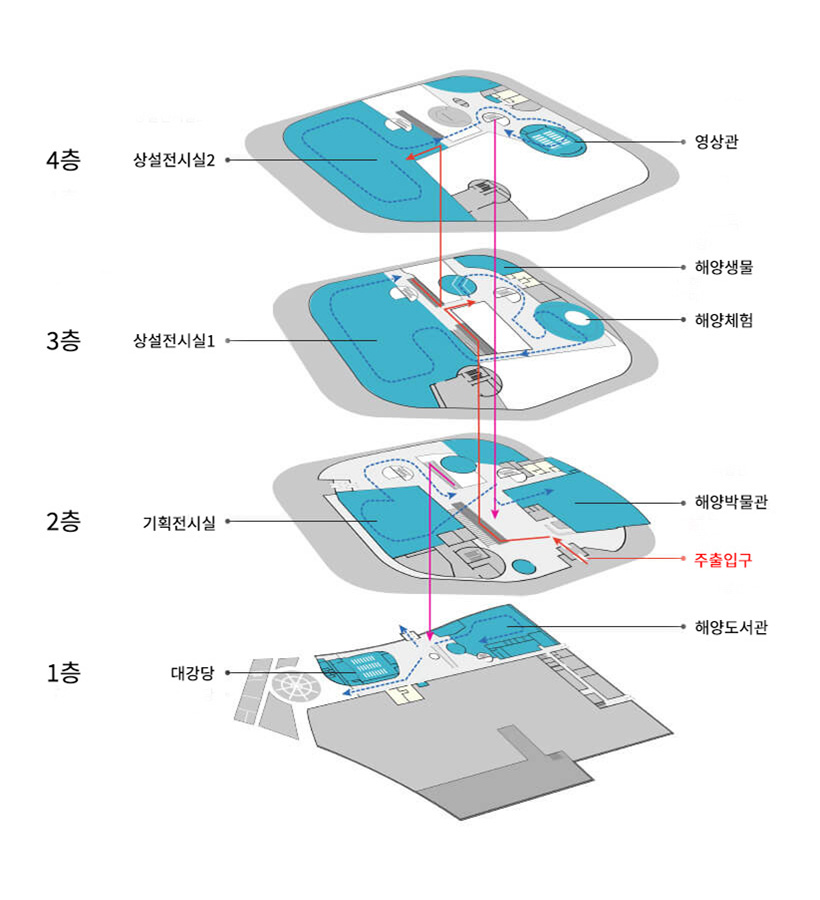 4층
상설전시실2
영상관
3층
상설전시실1
해양생물
해양체험
2층
기획전시실
해양박물관
주출입구
1층
대강당
해양도서관